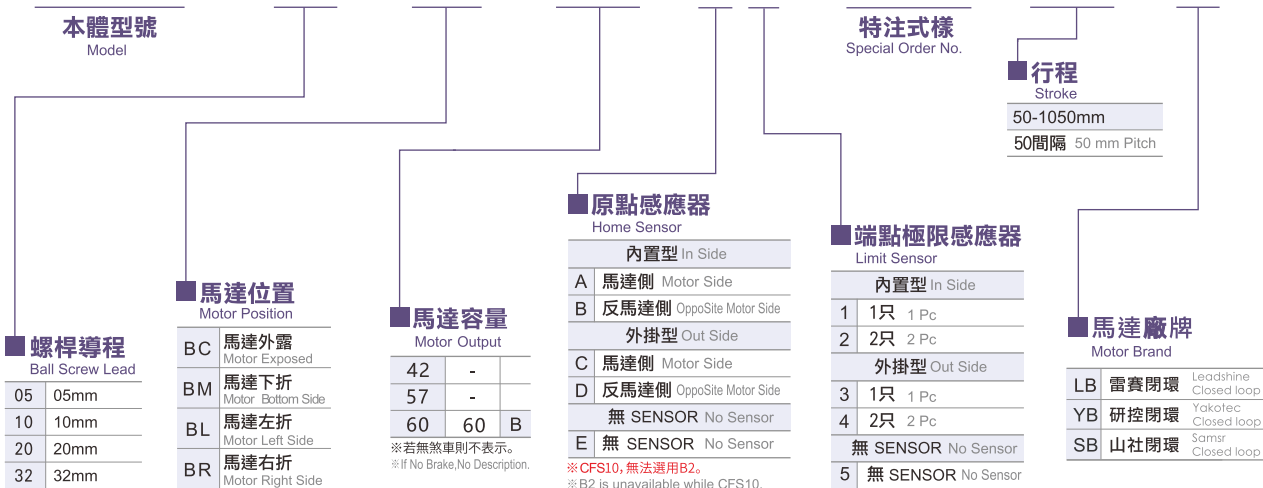 本體型號
Model
特注式樣
Special Order No.
行程
Stroke
50-1050mm
50間隔 50 mm Pitch
螺桿導程
Ball Screw Lead
05 05mm
10 10mm
20 20mm
32 32mm
馬達位置
Motor Position
BC 馬達外露
Motor Exposed
BM 馬達下折
Motor Bottom Side
BL 馬達左折
Motor Left Side
BR 馬達右折
Motor Right Side
馬達容量
Motor Output
42 -
57 -
60 60 B
※若無煞車則不表示。
※If No Brake,No Description.
原點感應器
Home Sensor
內置型 In Side
A 馬達側 Motor Side
B 反馬達側 OppoSite Motor Side
外掛型 Out Side
C 馬達側 Motor Side
D 反馬達側 OppoSite Motor Side
無 SENSOR No Sensor
E 無 SENSOR No Sensor
※CFS10,無法選用B2。
※B2 is unavailable while CFS10.
端點極限感應器
Limit Sensor
內置型 In Side
1 1只 1 Pc
2 2只 2 Pc
外掛型 Out Side
3 1只 1 Pc
4 2只 2 Pc
無 SENSOR No Sensor
5 無 SENSOR No Sensor
馬達廠牌
Motor Brand
LB 雷賽閉環 Leadshine Closed loop
YB 研控閉環 Yakotec Closed loop
SB 山社閉環 Samsr Closed loop